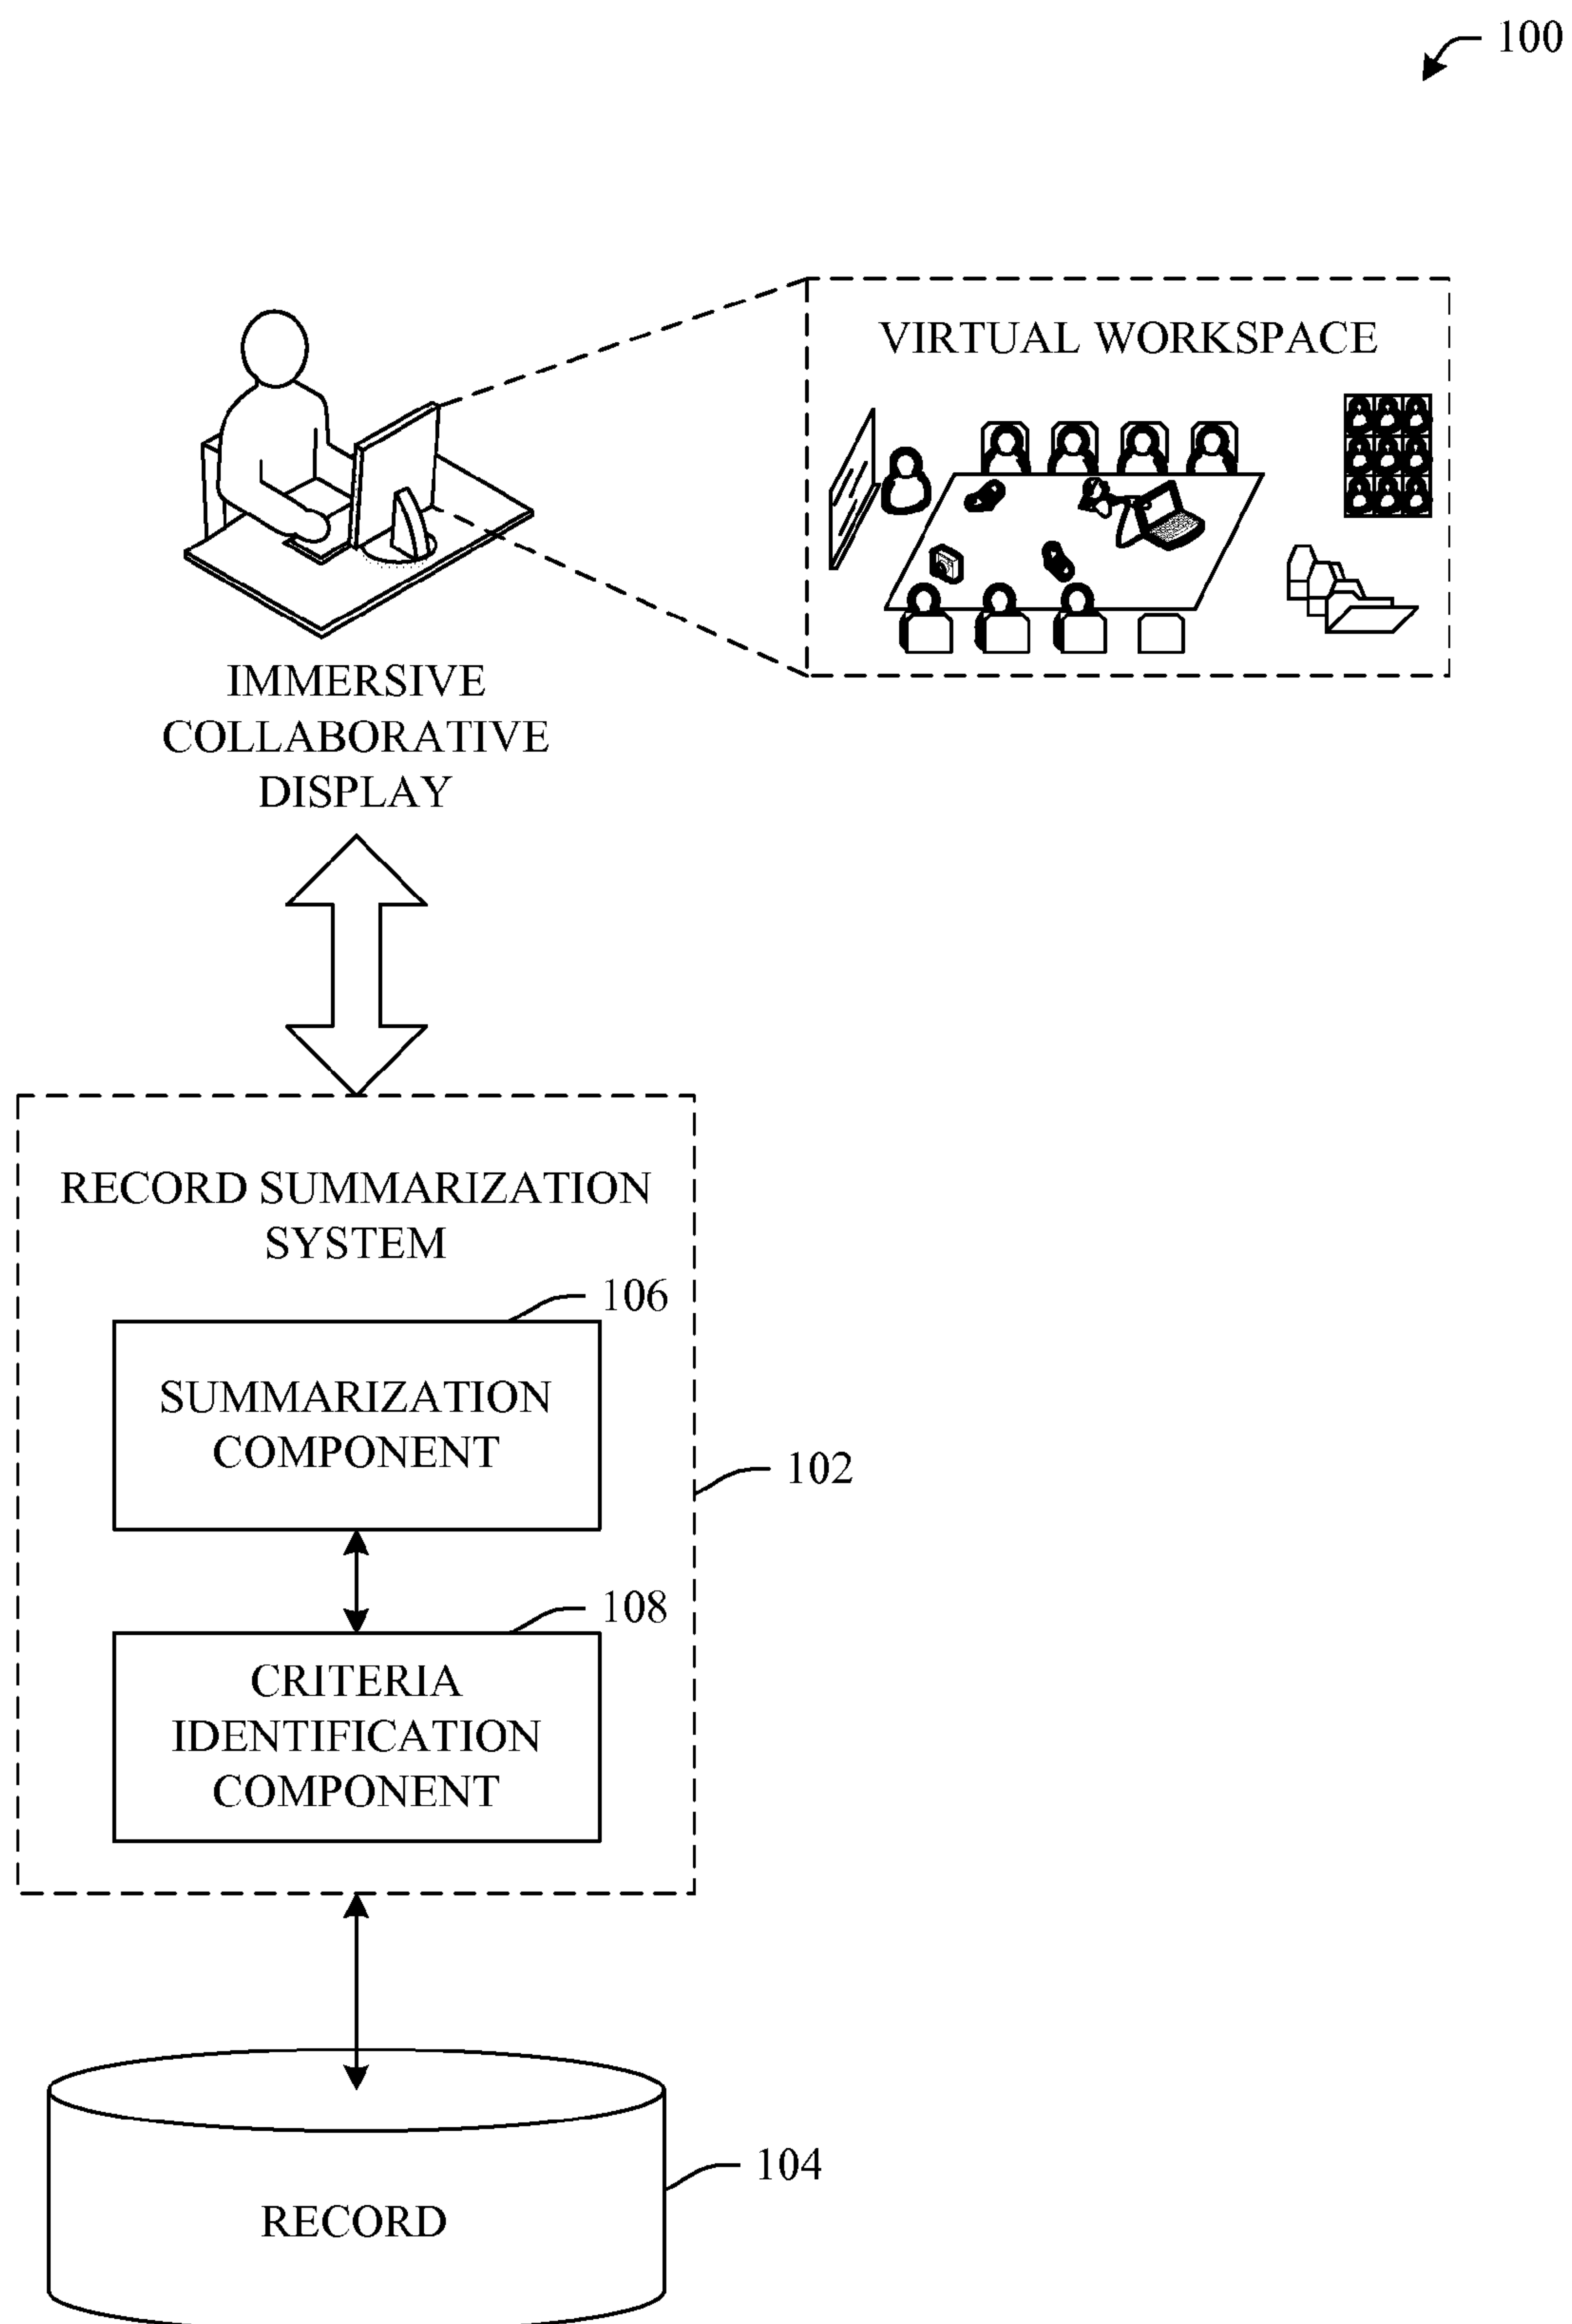 100
VIRTUAL WORKSPACE
IMMERSIVE
COLLABORATIVE
DISPLAY
RECORD SUMMARIZATION
SYSTEM
106
SUMMARIZATION
COMPONENT
102
108
CRITERIA
IDENTIFICATION
COMPONENT
104
RECORD